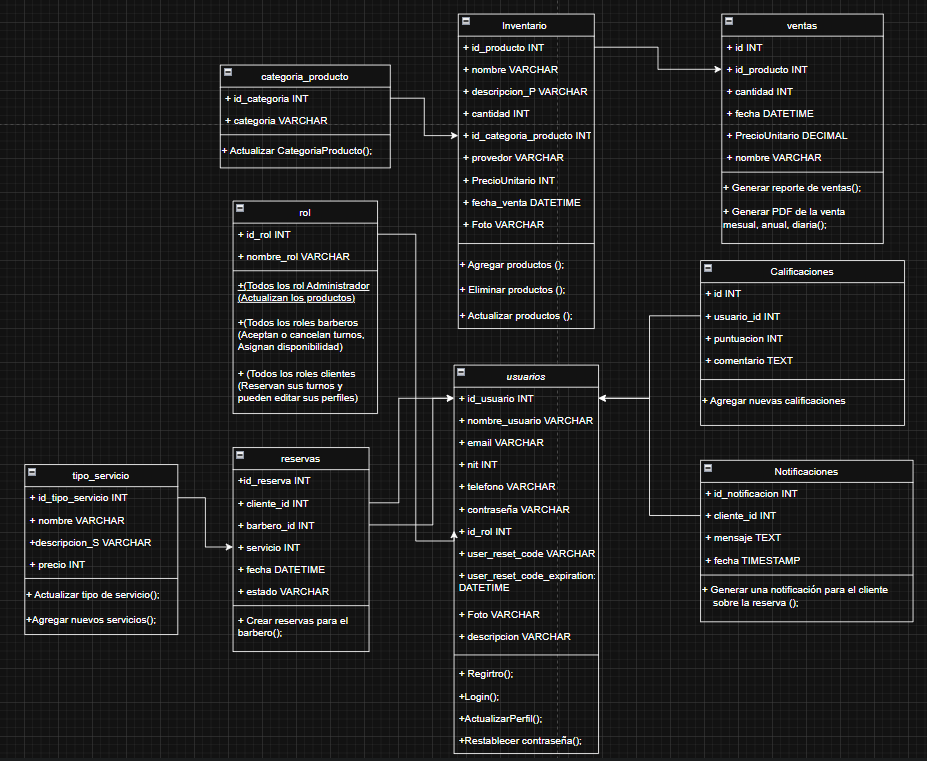 Inventario
+ id_producto INT
+ nombre VARCHAR
+ descripcion_P VARCHAR
+ cantidad INT
+ id_categoria_producto INT
+ provedor VARCHAR
+ PrecioUnitario INT
+ fecha_venta DATETIME
+ Foto VARCHAR
+ Agregar productos ();
+ Eliminar productos ();
+ Actualizar productos ();
ventas
+ id INT
+ id_producto INT
+ cantidad INT
+ fecha DATETIME
+ PrecioUnitario DECIMAL
+ nombre VARCHAR
+ Generar reporte de ventas();
+ Generar PDF de la venta
mesual, anual, diaria();
categoria_producto
+ id_categoria INT
+ categoria VARCHAR
+ Actualizar CategoriaProducto();
rol
+ id_rol INT
+ nombre_rol VARCHAR
+(Todos los rol Administrador
(Actualizan los productos)
+(Todos los roles barberos
(Aceptan o cancelan turnos,
Asignan disponibilidad)
+ (Todos los roles clientes
(Reservan sus turnos y
pueden editar sus perfiles)
Calificaciones
+ id INT
+ usuario_id INT
+ puntuacion INT
+ comentario TEXT
+ Agregar nuevas calificaciones
usuarios
+ id_usuario INT
+ nombre_usuario VARCHAR
+ email VARCHAR
+ nit INT
+ telefono VARCHAR
+ contraseña VARCHAR
+ id_rol INT
+ user_reset_code VARCHAR
+ user_reset_code_expiration:
DATETIME
+ Foto VARCHAR
+ descripcion VARCHAR
+ Regirtro();
+Login();
+ActualizarPerfil();
+Restablecer contraseña();
reservas
+id_reserva INT
+ cliente_id INT
+ barbero_id INT
+ servicio INT
+ fecha DATETIME
+ estado VARCHAR
+ Crear reservas para el
barbero();
tipo_servicio
+ id_tipo_servicio INT
+ nombre VARCHAR
+descripcion_S VARCHAR
+ precio INT
+ Actualizar tipo de servicio();
+Agregar nuevos servicios();
Notificaciones
+ id_notificacion INT
+ cliente_id INT
+ mensaje TEXT
+ fecha TIMESTAMP
+ Generar una notificación para el cliente
sobre la reserva ();